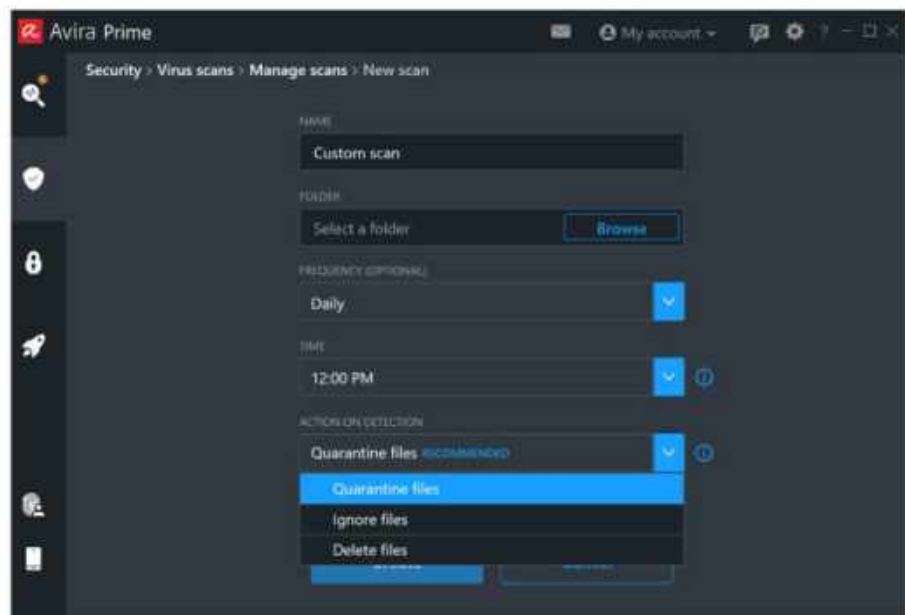 Avira Prime
My account
?
Security > Virus scans > Manage scans > New scan
NAME
Custom scan
FOLDER
Select a folder
Browse
FREQUENCY (OPTIONAL)
Daily
TIME
12:00 PM
ACTION ON DETECTION
Quarantine files RECOMMENDED
Quarantine files
Ignore files
Delete files